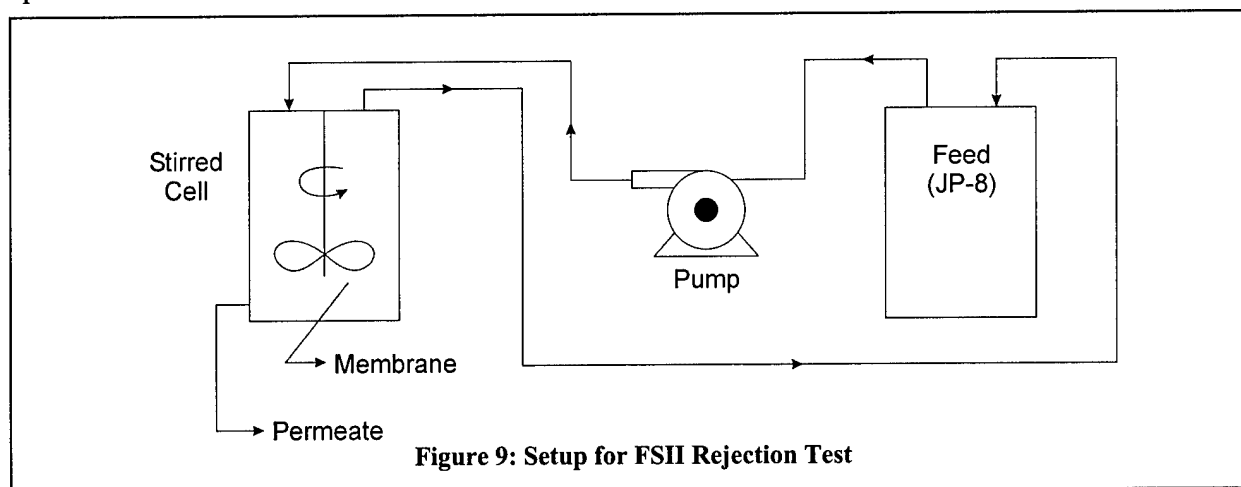 Stirred
Cell
Feed
(JP-8)
Pump
Membrane
Permeate
Figure 9: Setup for FSII Rejection Test